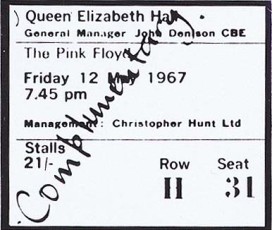 Queen Elizabeth Hall
General Manager John Denison CBE
The Pink Floyd
Friday 12 May 1967
7.45 pm
Management: Christopher Hunt Ltd
Stalls
21/-
Row Seat
H 31
Complimentary.